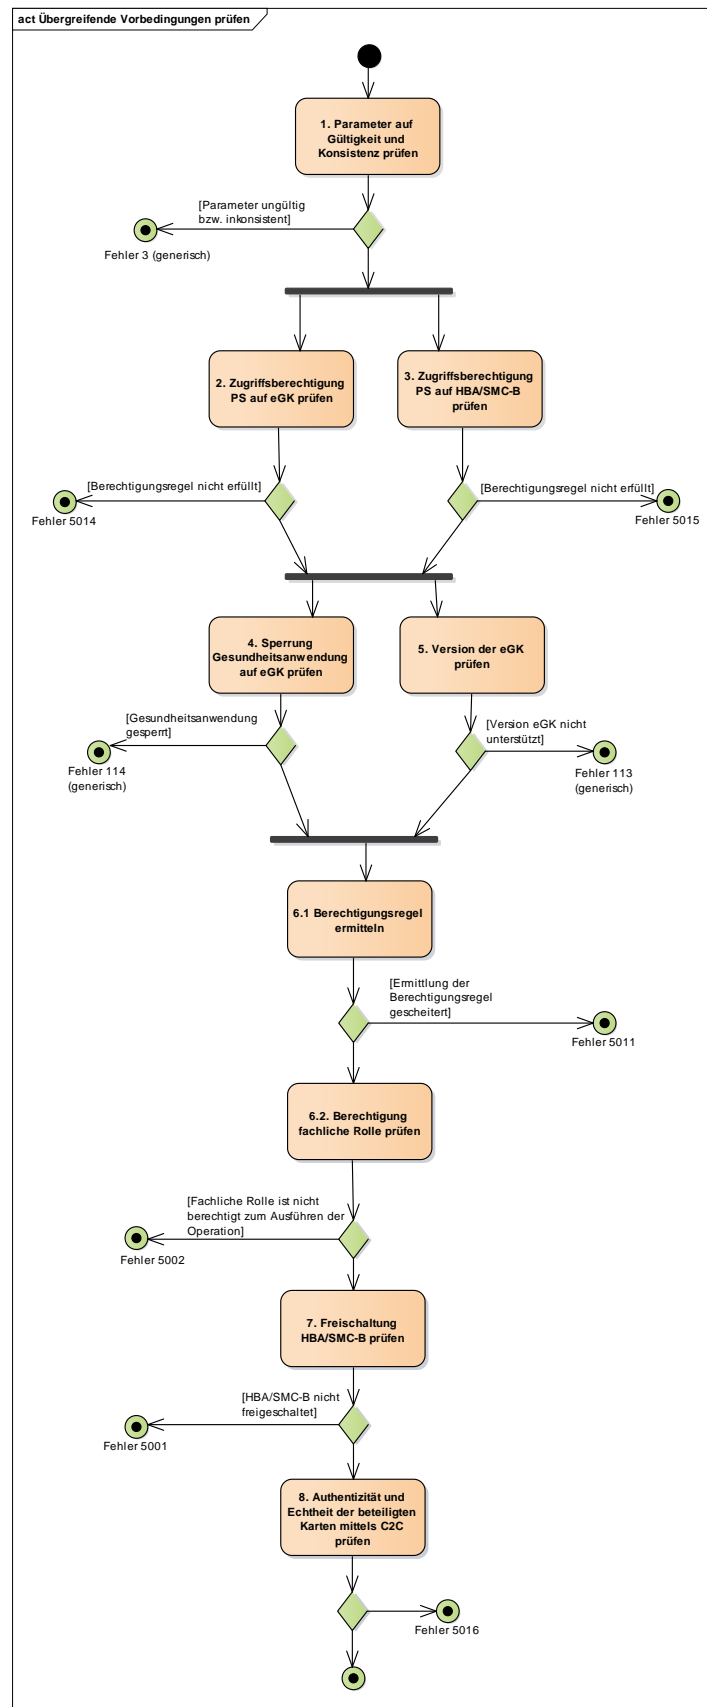 act Übergreifende Vorbedingungen prüfen
1. Parameter auf
Gültigkeit und
Konsistenz prüfen
[Parameter ungültig
bzw. inkonsistent]
Fehler 3 (generisch)
2. Zugriffsberechtigung
PS auf eGK prüfen
3. Zugriffsberechtigung
PS auf HBA/SMC-B
prüfen
[Berechtigungsregel nicht erfüllt]
Fehler 5014
[Berechtigungsregel nicht erfüllt]
Fehler 5015
4. Sperrung
Gesundheitsanwendung
auf eGK prüfen
5. Version der eGK
prüfen
[Gesundheitsanwendung
gesperrt]
Fehler 114
(generisch)
[Version eGK nicht
unterstützt]
Fehler 113
(generisch)
6.1 Berechtigungsregel
ermitteln
[Ermittlung der
Berechtigungsregel
gescheitert]
Fehler 5011
6.2. Berechtigung
fachliche Rolle prüfen
[Fachliche Rolle ist nicht
berechtigt zum Ausführen der
Operation]
Fehler 5002
7. Freischaltung
HBA/SMC-B prüfen
[HBA/SMC-B nicht
freigeschaltet]
Fehler 5001
8. Authentizität und
Echtheit der beteiligten
Karten mittels C2C
prüfen
Fehler 5016